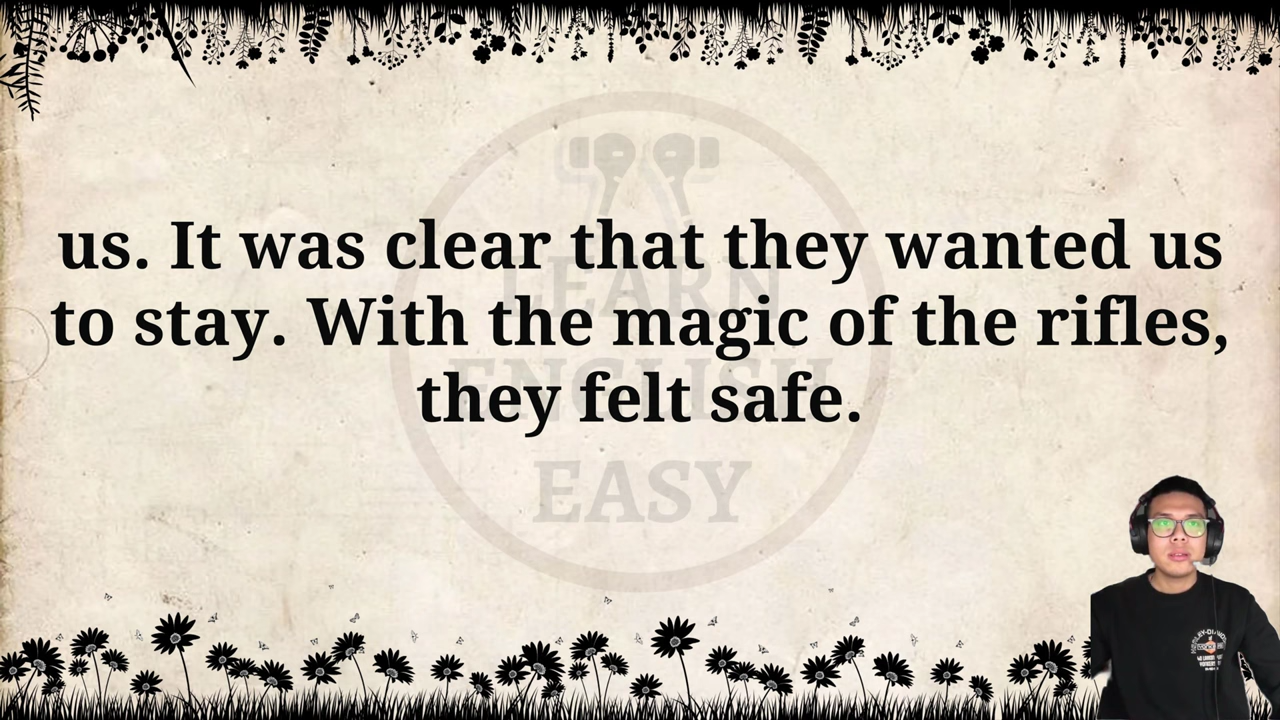 us. It was clear that they wanted us
to stay. With the magic of the rifles,
they felt safe.
LEARN
ENGLISH
EASY